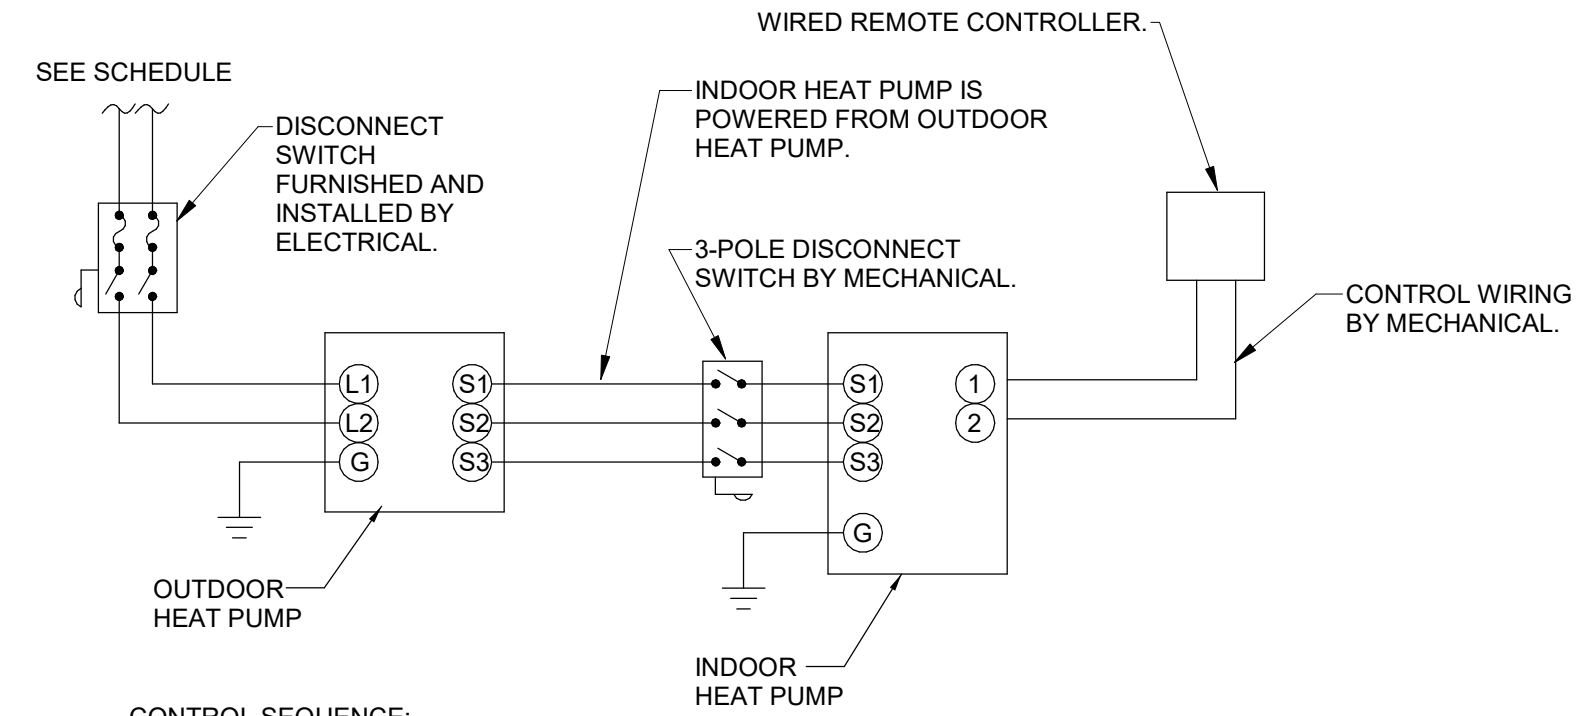 WIRED REMOTE CONTROLLER.
SEE SCHEDULE
INDOOR HEAT PUMP IS
POWERED FROM OUTDOOR
HEAT PUMP.
DISCONNECT
SWITCH
FURNISHED AND
INSTALLED BY
ELECTRICAL.
3-POLE DISCONNECT
SWITCH BY MECHANICAL.
CONTROL WIRING
BY MECHANICAL.
L1
L2
G
S1
S2
S3
S1
S2
S3
G
1
2
OUTDOOR
HEAT PUMP
INDOOR
HEAT PUMP
CONTROL SEQUENCE: